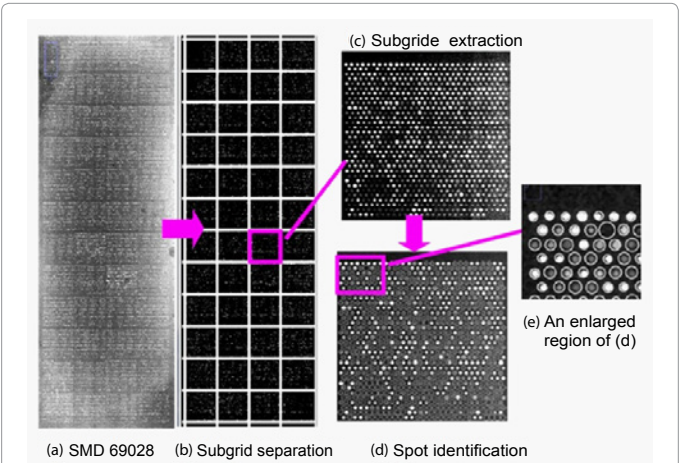 (c) Subgride extraction
(e) An enlarged
region of (d)
(a) SMD 69028
(b) Subgrid separation
(d) Spot identification